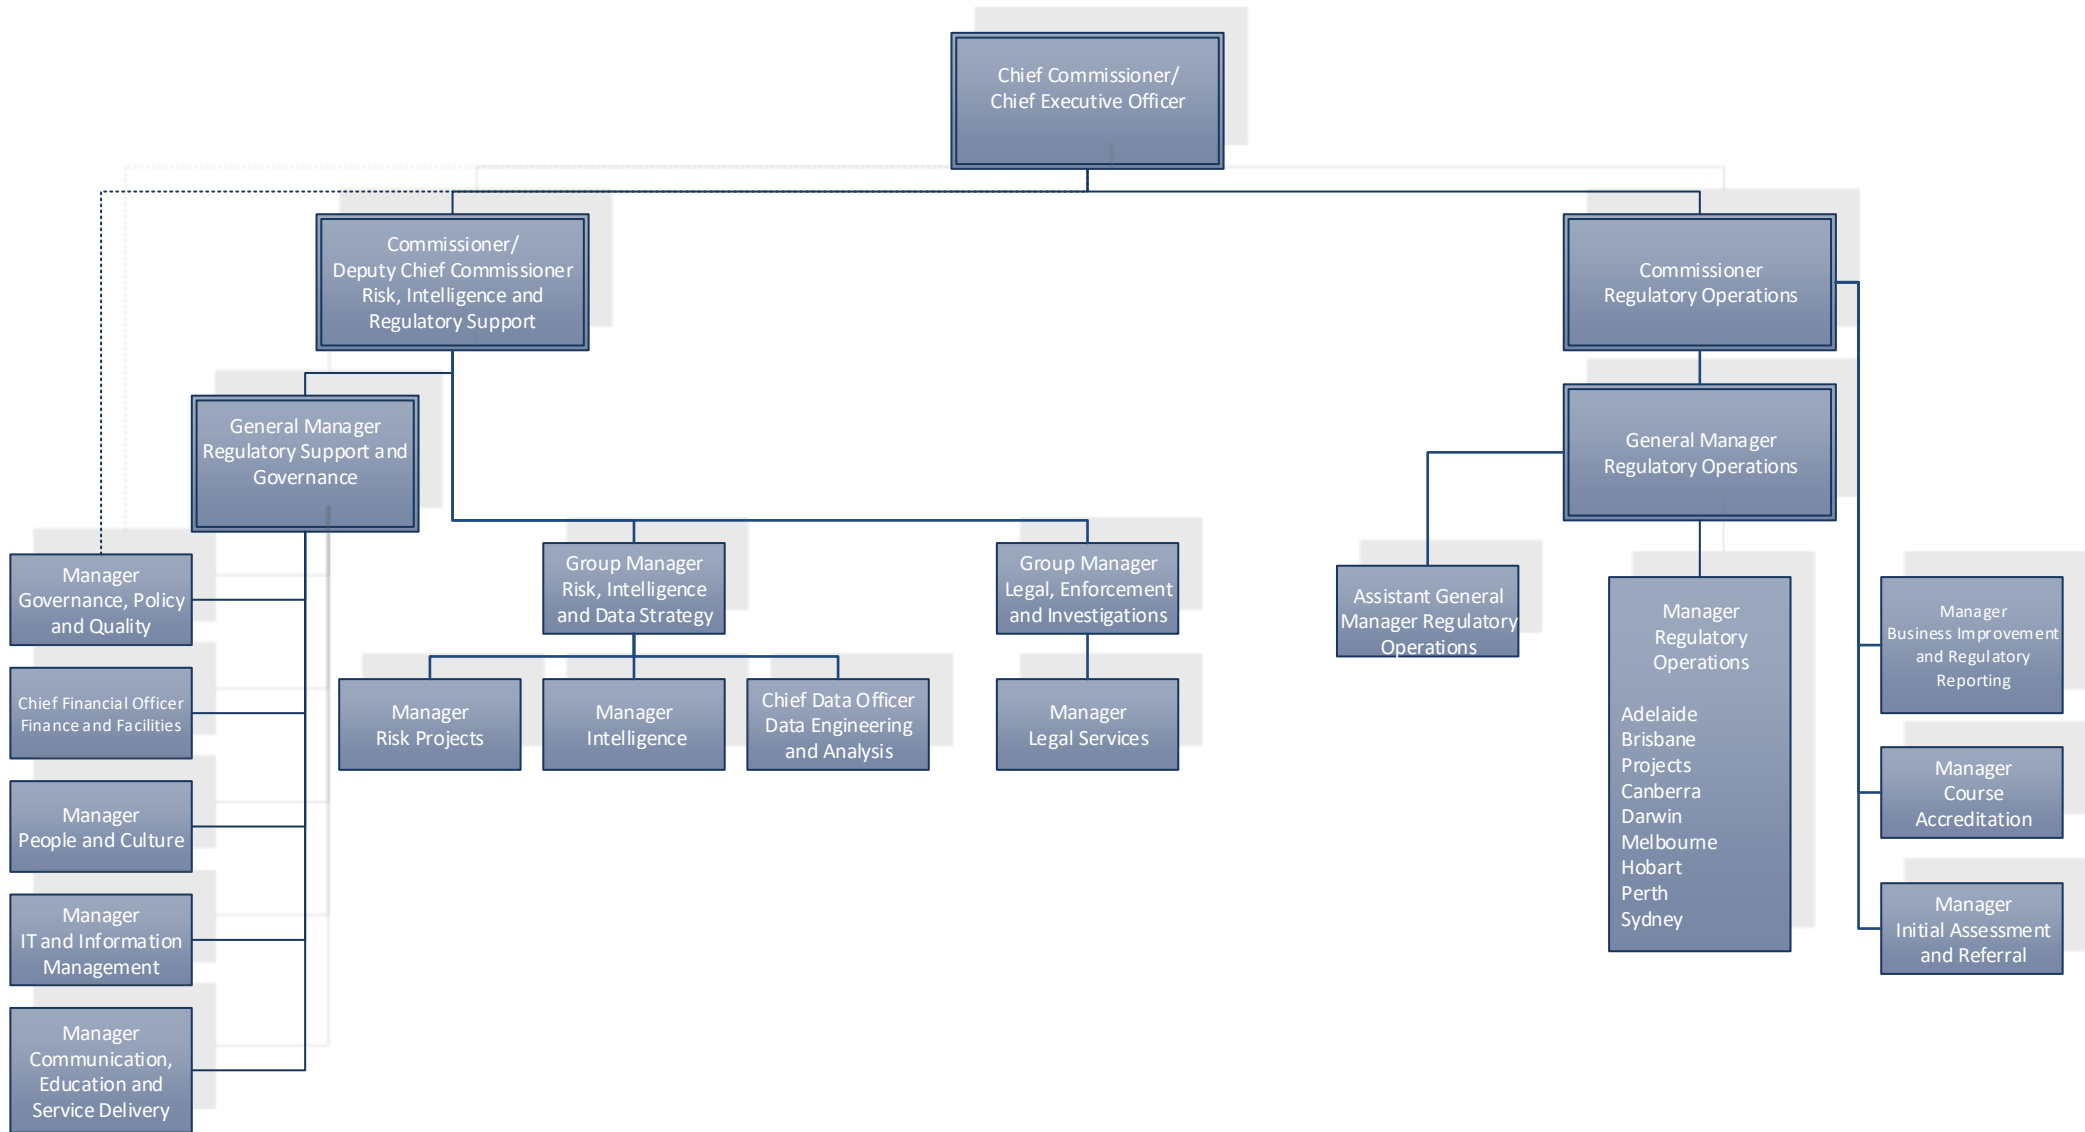 Chief Commissioner/
Chief Executive Officer
Commissioner/
Deputy Chief Commissioner
Risk, Intelligence and
Regulatory Support
Commissioner
Regulatory Operations
General Manager
Regulatory Support and
Governance
General Manager
Regulatory Operations
Manager
Governance, Policy
and Quality
Chief Financial Officer
Finance and Facilities
Manager
People and Culture
Manager
IT and Information
Management
Manager
Communication,
Education and
Service Delivery
Group Manager
Risk, Intelligence
and Data Strategy
Manager
Risk Projects
Manager
Intelligence
Chief Data Officer
Data Engineering
and Analysis
Group Manager
Legal, Enforcement
and Investigations
Manager
Legal Services
Assistant General
Manager Regulatory
Operations
Manager
Regulatory
Operations
Adelaide
Brisbane
Projects
Canberra
Darwin
Melbourne
Hobart
Perth
Sydney
Manager
Business Improvement
and Regulatory
Reporting
Manager
Course
Accreditation
Manager
Initial Assessment
and Referral